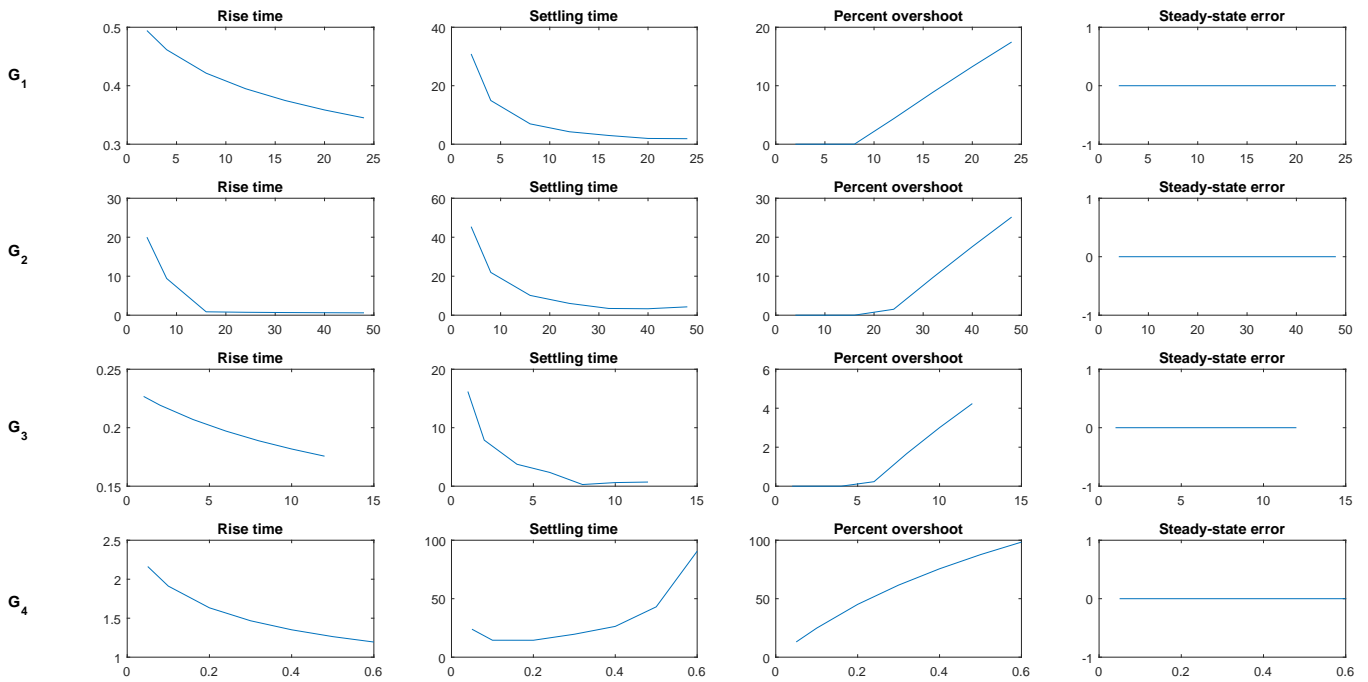 Rise time Settling time Percent overshoot Steady-state error
G1
0.5 40 20 1
0.4 20 10 0
0.3 0 0 -1
0 5 10 15 20 25 0 5 10 15 20 25 0 5 10 15 20 25 0 5 10 15 20 25
Rise time Settling time Percent overshoot Steady-state error
G2
30 60 30 1
20 40 20
10 20 10 0
0 0 0 -1
0 10 20 30 40 50 0 10 20 30 40 50 0 10 20 30 40 50 0 10 20 30 40 50
Rise time Settling time Percent overshoot Steady-state error
G3
0.25 20 6 1
4
0.2 10 0
2
0.15 0 0 -1
0 5 10 15 0 5 10 15 0 5 10 15 0 5 10 15
Rise time Settling time Percent overshoot Steady-state error
G4
2.5 100 100 1
2
50 50 0
1.5
1 0 0 -1
0 0.2 0.4 0.6 0 0.2 0.4 0.6 0 0.2 0.4 0.6 0 0.2 0.4 0.6